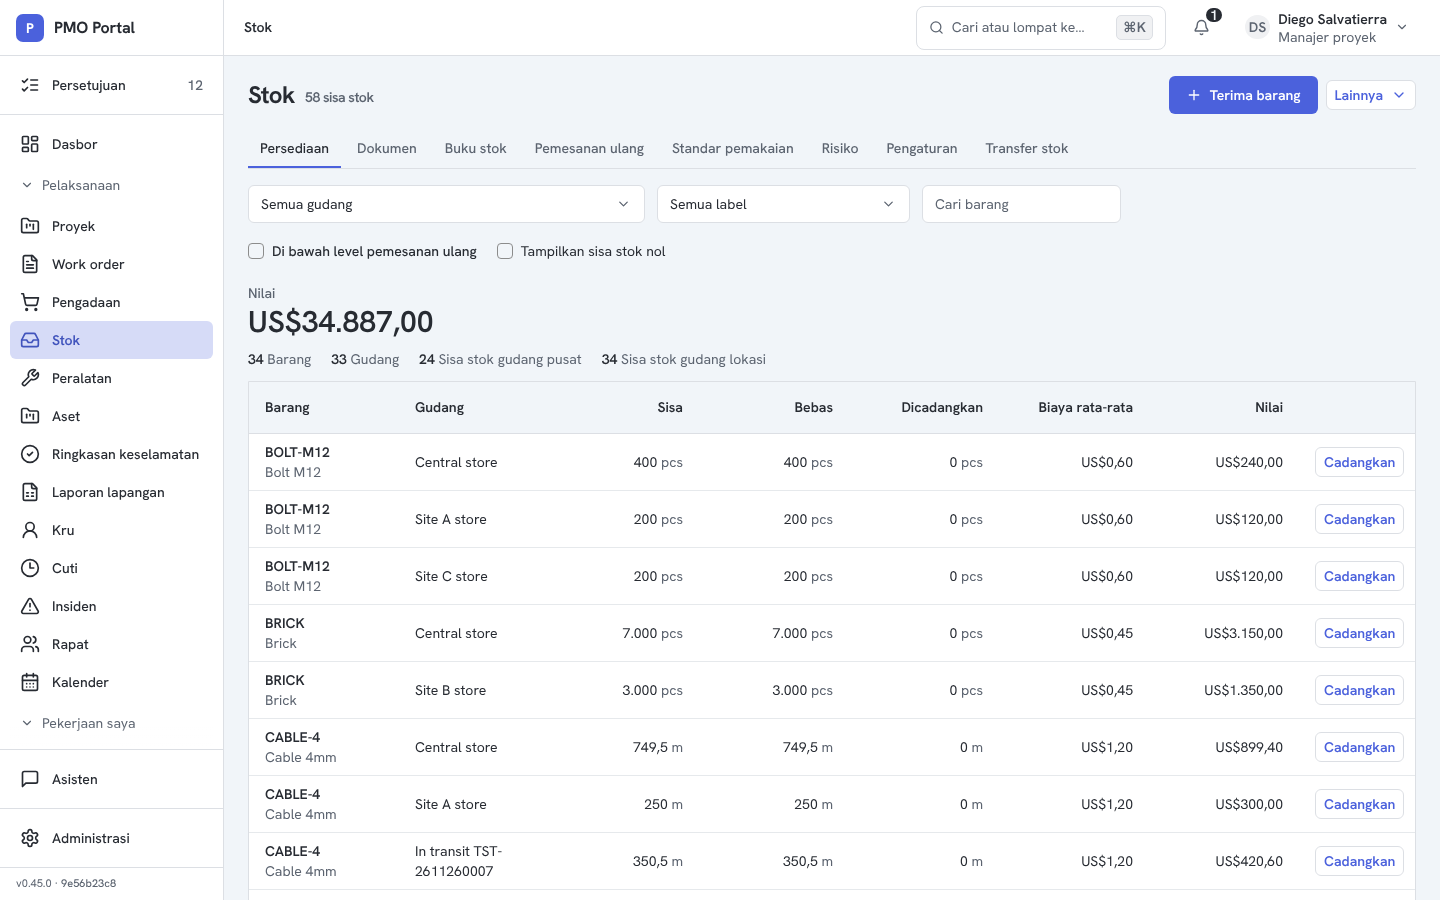 P PMO Portal
Stok
Cari atau lompat ke...
⌘K
1
DS
Diego Salvatierra
Manajer proyek
Persetujuan 12
Dasbor
Pelaksanaan
Proyek
Work order
Pengadaan
Stok
Peralatan
Aset
Ringkasan keselamatan
Laporan lapangan
Kru
Cuti
Insiden
Rapat
Kalender
Pekerjaan saya
Asisten
Administrasi
v0.45.0 · 9e56b23c8
Stok 58 sisa stok
Terima barang
Lainnya
Persediaan Dokumen Buku stok Pemesanan ulang Standar pemakaian Risiko Pengaturan Transfer stok
Semua gudang Semua label Cari barang
Di bawah level pemesanan ulang Tampilkan sisa stok nol
Nilai
US$34.887,00
34 Barang 33 Gudang 24 Sisa stok gudang pusat 34 Sisa stok gudang lokasi
Barang Gudang Sisa Bebas Dicadangkan Biaya rata-rata Nilai
BOLT-M12
Bolt M12
Central store 400 pcs 400 pcs 0 pcs US$0,60 US$240,00 Cadangkan
BOLT-M12
Bolt M12
Site A store 200 pcs 200 pcs 0 pcs US$0,60 US$120,00 Cadangkan
BOLT-M12
Bolt M12
Site C store 200 pcs 200 pcs 0 pcs US$0,60 US$120,00 Cadangkan
BRICK
Brick
Central store 7.000 pcs 7.000 pcs 0 pcs US$0,45 US$3.150,00 Cadangkan
BRICK
Brick
Site B store 3.000 pcs 3.000 pcs 0 pcs US$0,45 US$1.350,00 Cadangkan
CABLE-4
Cable 4mm
Central store 749,5 m 749,5 m 0 m US$1,20 US$899,40 Cadangkan
CABLE-4
Cable 4mm
Site A store 250 m 250 m 0 m US$1,20 US$300,00 Cadangkan
CABLE-4
Cable 4mm
In transit TST-
2611260007
350,5 m 350,5 m 0 m US$1,20 US$420,60 Cadangkan